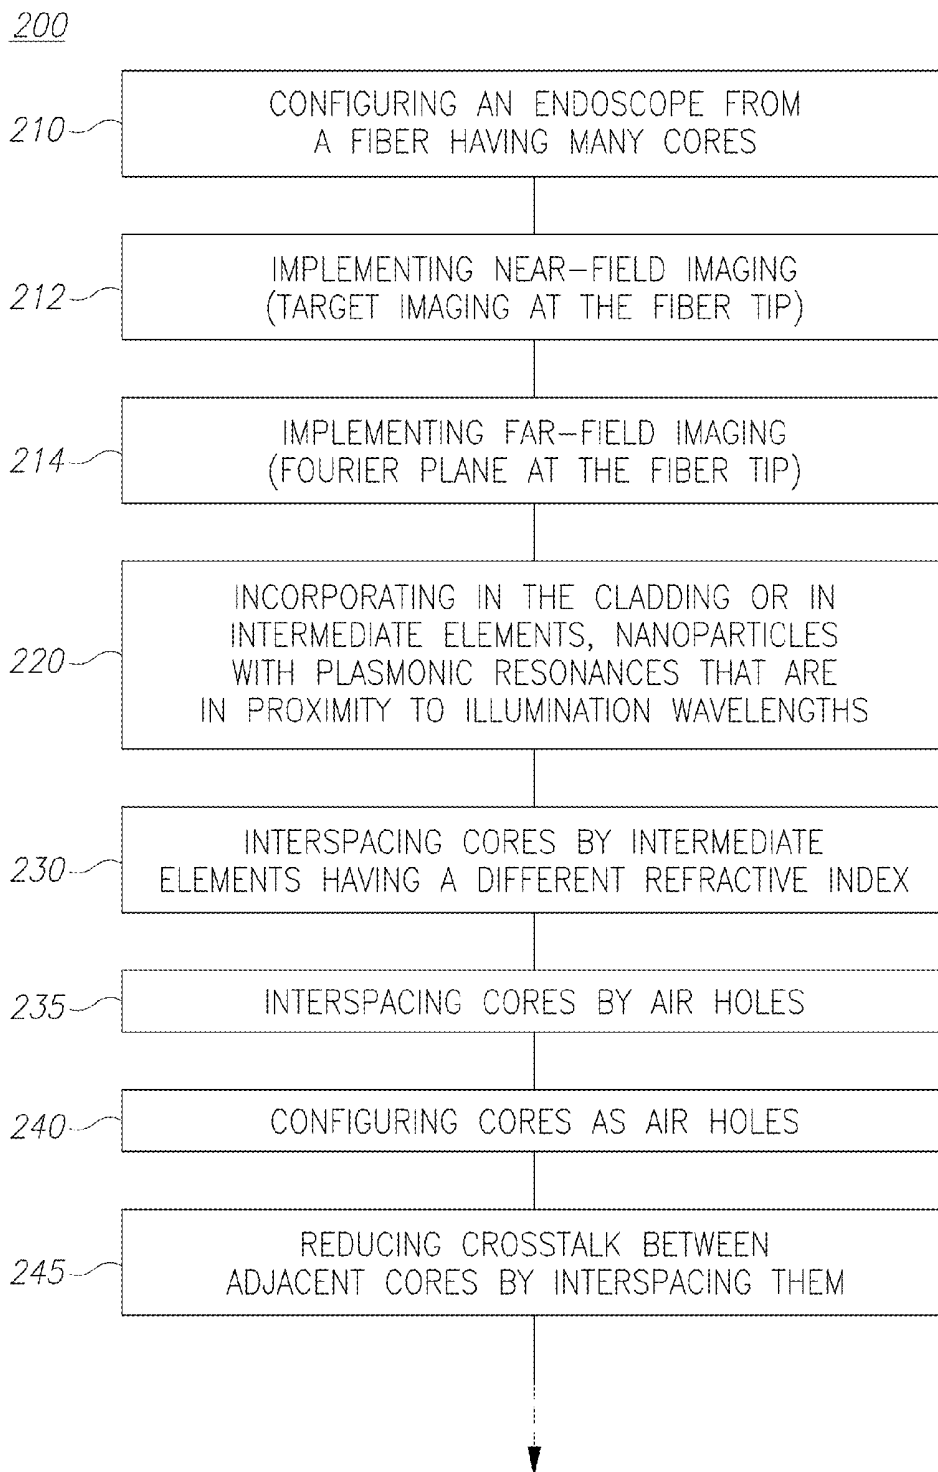 200
210
CONFIGURING AN ENDOSCOPE FROM
A FIBER HAVING MANY CORES
212
IMPLEMENTING NEAR-FIELD IMAGING
(TARGET IMAGING AT THE FIBER TIP)
214
IMPLEMENTING FAR-FIELD IMAGING
(FOURIER PLANE AT THE FIBER TIP)
220
INCORPORATING IN THE CLADDING OR IN
INTERMEDIATE ELEMENTS, NANOPARTICLES
WITH PLASMONIC RESONANCES THAT ARE
IN PROXIMITY TO ILLUMINATION WAVELENGTHS
230
INTERSPACING CORES BY INTERMEDIATE
ELEMENTS HAVING A DIFFERENT REFRACTIVE INDEX
235
INTERSPACING CORES BY AIR HOLES
240
CONFIGURING CORES AS AIR HOLES
245
REDUCING CROSSTALK BETWEEN
ADJACENT CORES BY INTERSPACING THEM